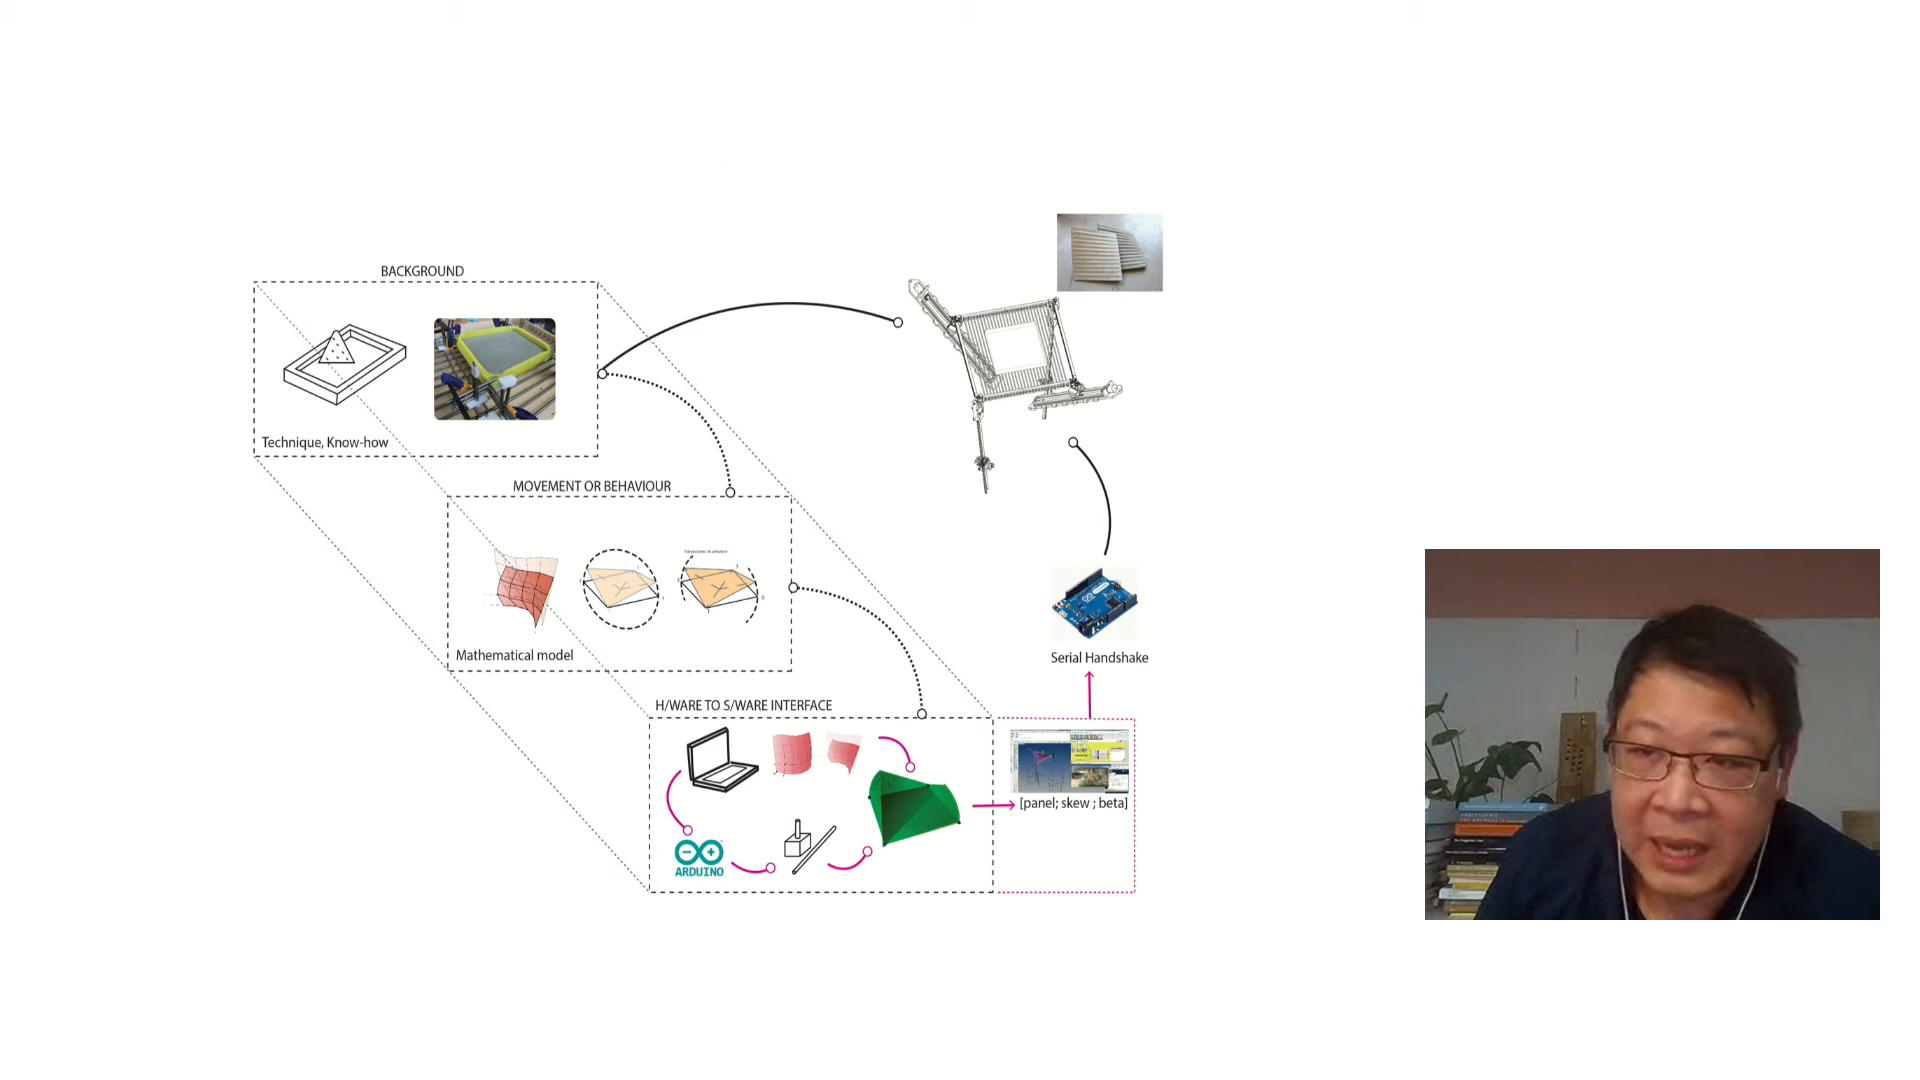 BACKGROUND
Technique, Know-how
MOVEMENT OR BEHAVIOUR
Mathematical model
H/WARE TO S/WARE INTERFACE
ARDUINO
[panel; skew ; beta]
Serial Handshake